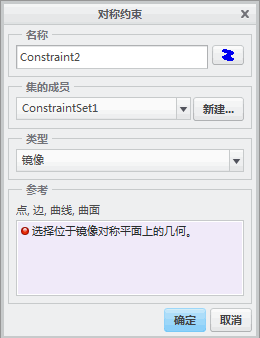 对称约束
名称
Constraint2
集的成员
ConstraintSet1
新建...
类型
镜像
参考
点, 边, 曲线, 曲面
选择位于镜像对称平面上的几何。
确定
取消